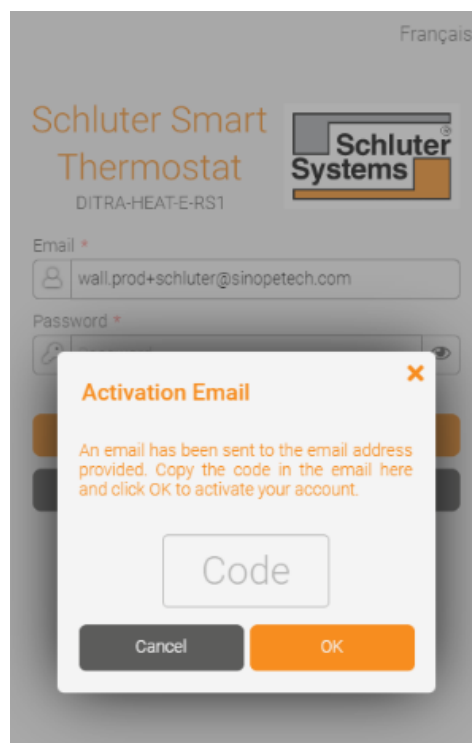 Français
Schluter Smart
Thermostat
DITRA-HEAT-E-RS1
Schluter®
Systems
Email *
wall.prod+schluter@sinopetech.com
Password *
Activation Email
An email has been sent to the email address
provided. Copy the code in the email here
and click OK to activate your account.
Code
Cancel
OK